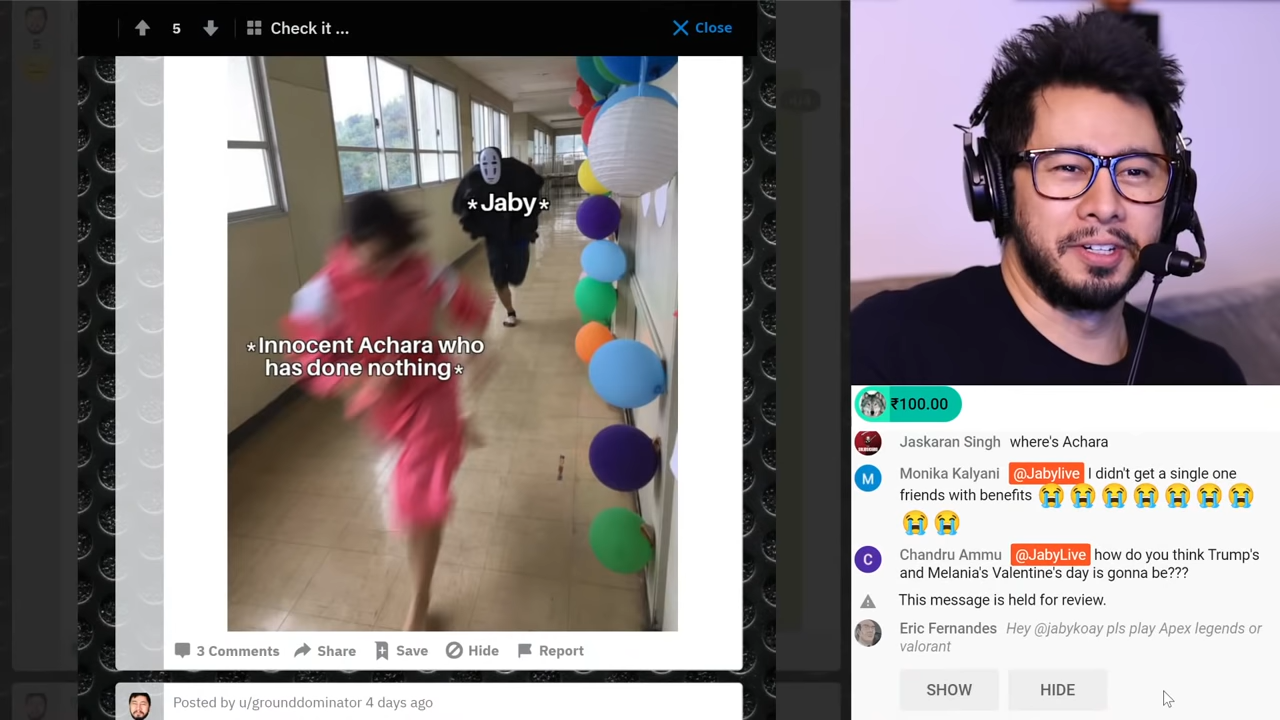 5
Check it ...
Close
*Jaby*
*Innocent Achara who
has done nothing*
3 Comments
Share
Save
Hide
Report
Posted by u/grounddominator 4 days ago
₹100.00
Jaskaran Singh where's Achara
Monika Kalyani @Jabylive I didn't get a single one
friends with benefits 😭😭😭😭😭😭😭
😭😭
Chandru Ammu @JabyLive how do you think Trump's
and Melania's Valentine's day is gonna be???
This message is held for review.
Eric Fernandes Hey @jabykoay pls play Apex legends or
valorant
SHOW
HIDE
M
C